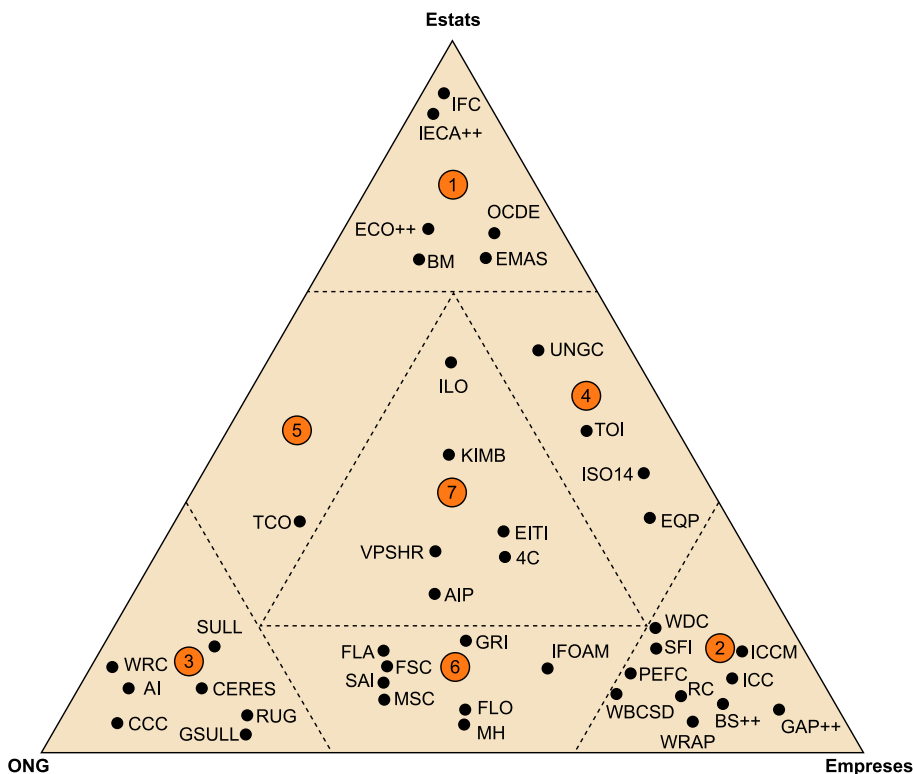 Estats
IFC
IECA++
1
OCDE
ECO++
BM
EMAS
UNGC
ILO
4
5
TOI
KIMB
ISO14
7
TCO
EQP
EITI
VPSHR
4C
AIP
WDC
SULL
GRI
SFI
2
ICCM
FLA
IFOAM
WRC
3
FSC
6
PEFC
ICC
AI
CERES
SAI
RC
MSC
WBCSD
CCC
RUG
FLO
BS++
GAP++
GSULL
MH
WRAP
ONG
Empreses